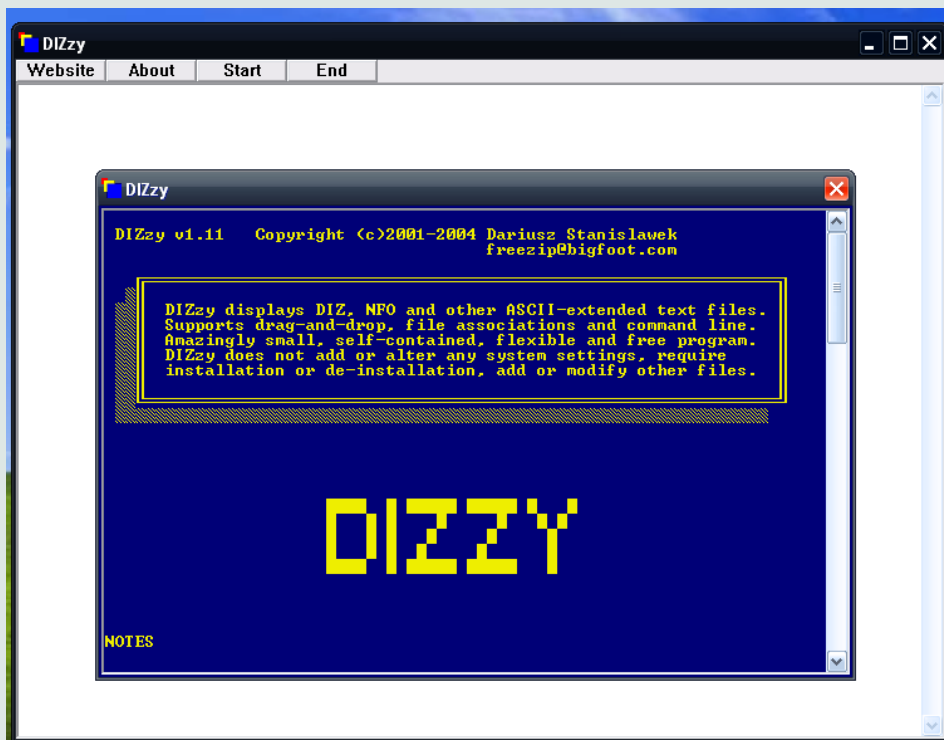 DIZzy
Website About Start End
DIZzy
DIZzy v1.11 Copyright (c)2001-2004 Dariusz Stanislawek
freezip@bigfoot.com
DIZzy displays DIZ, NFO and other ASCII-extended text files.
Supports drag-and-drop, file associations and command line.
Amazingly small, self-contained, flexible and free program.
DIZzy does not add or alter any system settings, require
installation or de-installation, add or modify other files.
DIZZY
NOTES